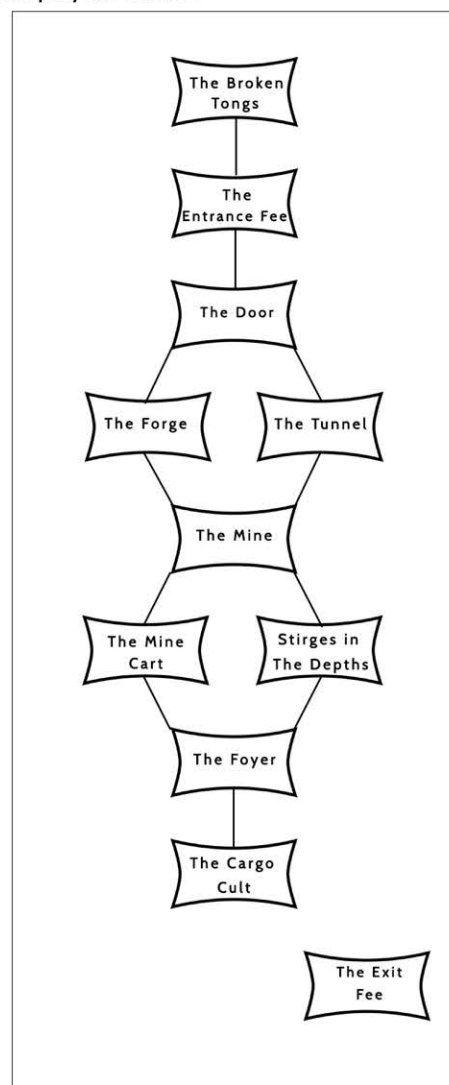 The Broken
Tongs
The
Entrance Fee
The Door
The Forge
The Tunnel
The Mine
The Mine
Cart
Stirges in
The Depths
The Foyer
The Cargo
Cult
The Exit
Fee